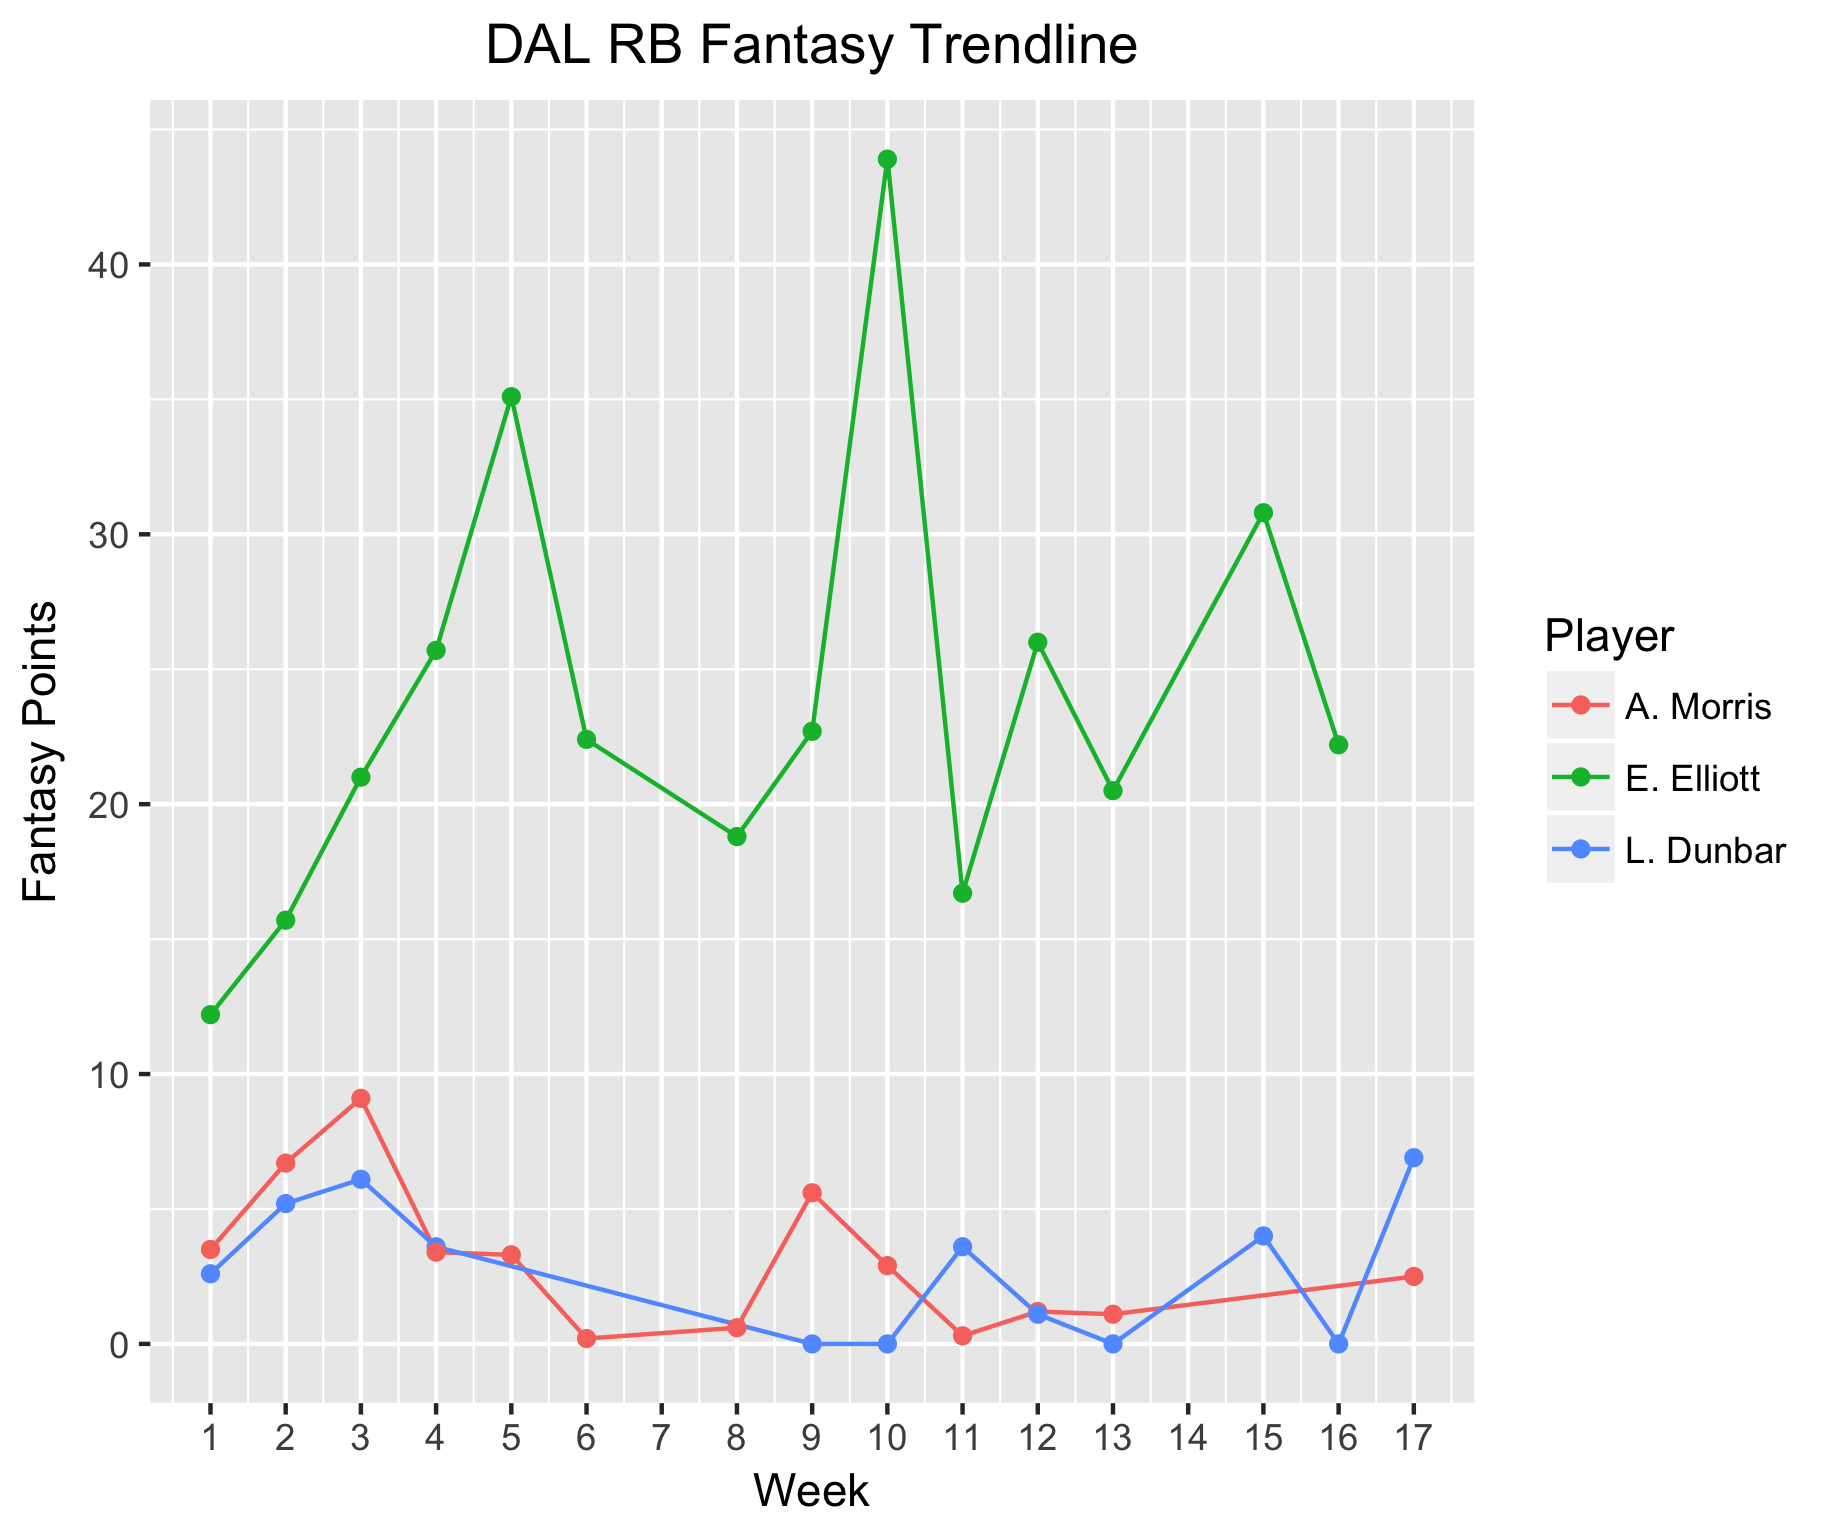 DAL RB Fantasy Trendline
Fantasy Points
40
30
20
10
0
1 2 3 4 5 6 7 8 9 10 11 12 13 14 15 16 17
Week
Player
A. Morris
E. Elliott
L. Dunbar